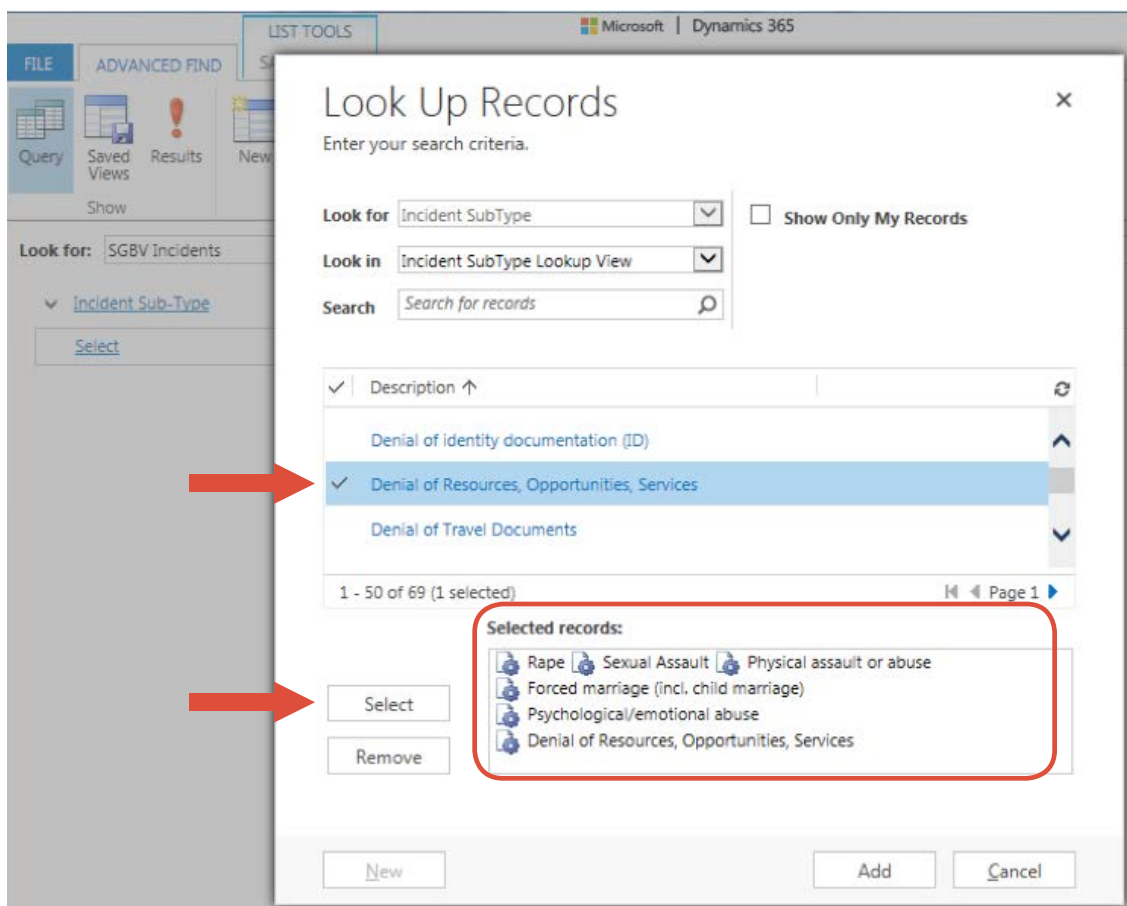 LIST TOOLS
Microsoft | Dynamics 365
FILE
ADVANCED FIND
Query
Saved Views
Results
New
Show
Look for: SGBV Incidents
Incident Sub-Type
Select
Look Up Records
Enter your search criteria.
Look for Incident SubType
Show Only My Records
Look in Incident SubType Lookup View
Search Search for records
Description
Denial of identity documentation (ID)
Denial of Resources, Opportunities, Services
Denial of Travel Documents
1 - 50 of 69 (1 selected)
Page 1
Selected records:
Rape Sexual Assault Physical assault or abuse
Forced marriage (incl. child marriage)
Psychological/emotional abuse
Denial of Resources, Opportunities, Services
Select
Remove
New
Add
Cancel